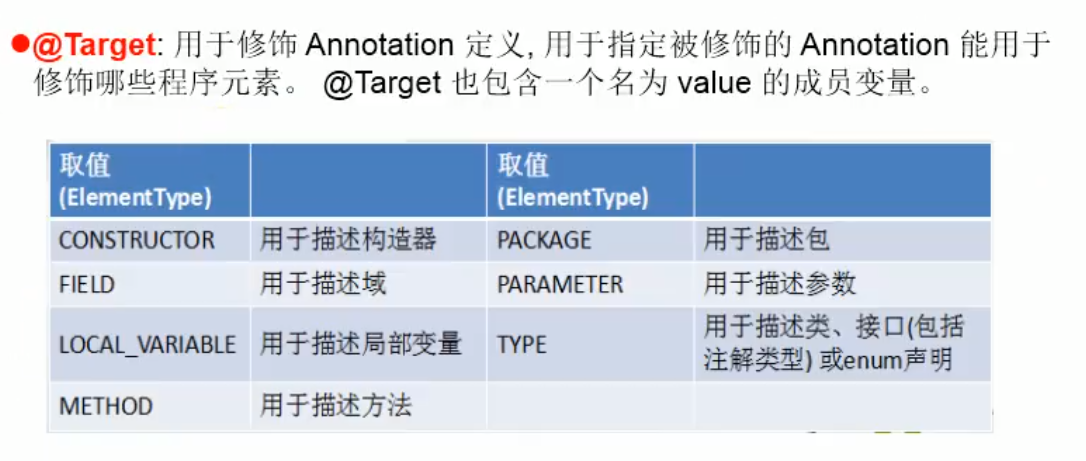 @Target: 用于修饰 Annotation 定义, 用于指定被修饰的 Annotation 能用于
修饰哪些程序元素。 @Target 也包含一个名为 value 的成员变量。
取值 取值
(ElementType) (ElementType)
CONSTRUCTOR 用于描述构造器 PACKAGE 用于描述包
FIELD 用于描述域 PARAMETER 用于描述参数
LOCAL_VARIABLE 用于描述局部变量 TYPE 用于描述类、接口(包括
注解类型) 或enum声明
METHOD 用于描述方法